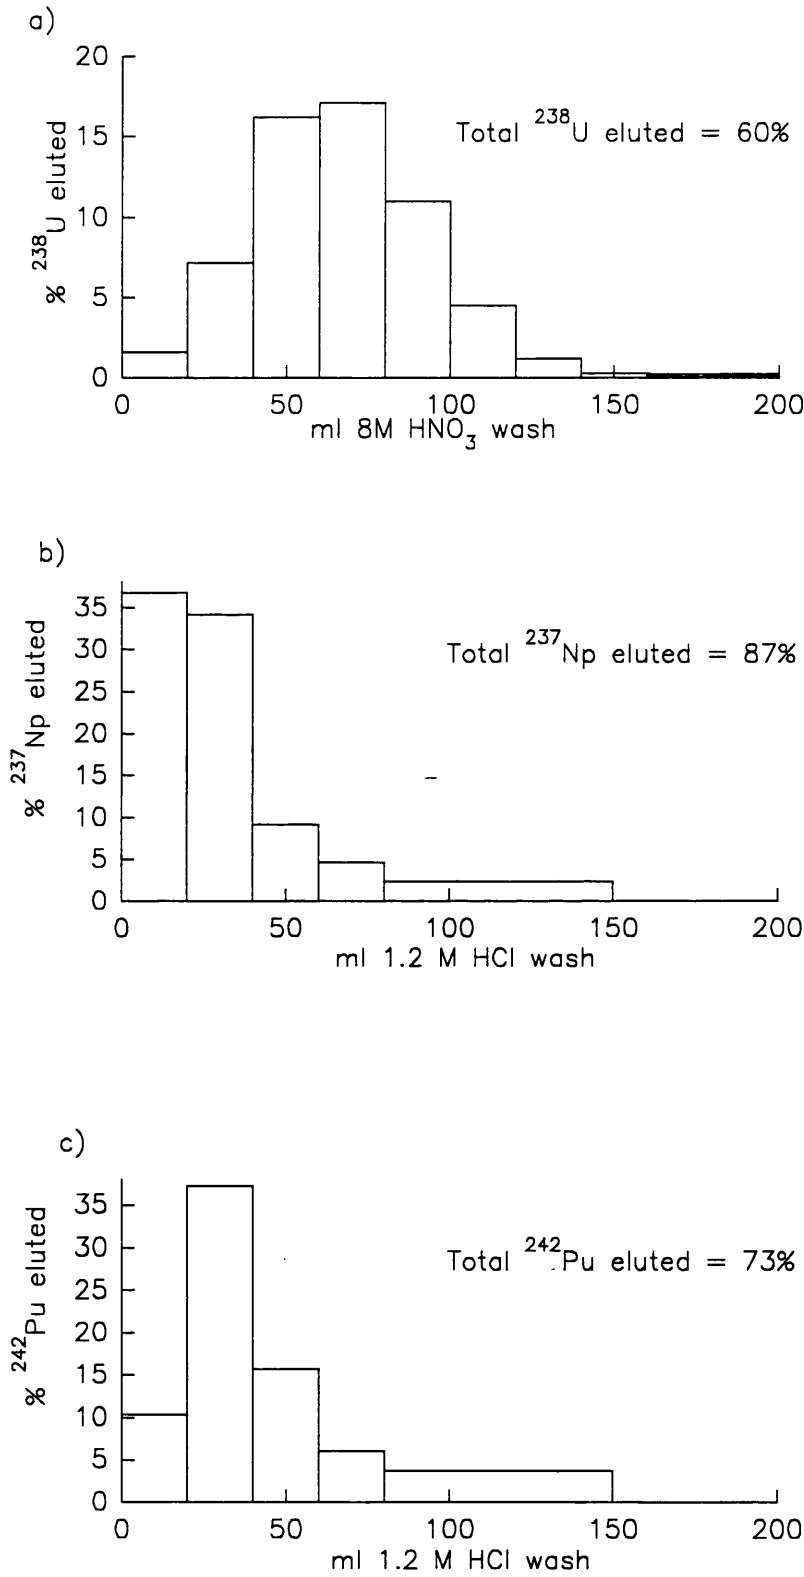 a)
20
15
10
5
0
% ²³⁸U eluted
Total ²³⁸U eluted = 60%
0 50 100 150 200
ml 8M HNO₃ wash
b)
35
30
25
20
15
10
5
0
% ²³⁷Np eluted
Total ²³⁷Np eluted = 87%
0 50 100 150 200
ml 1.2 M HCl wash
c)
35
30
25
20
15
10
5
0
% ²⁴²Pu eluted
Total ²⁴²Pu eluted = 73%
0 50 100 150 200
ml 1.2 M HCl wash